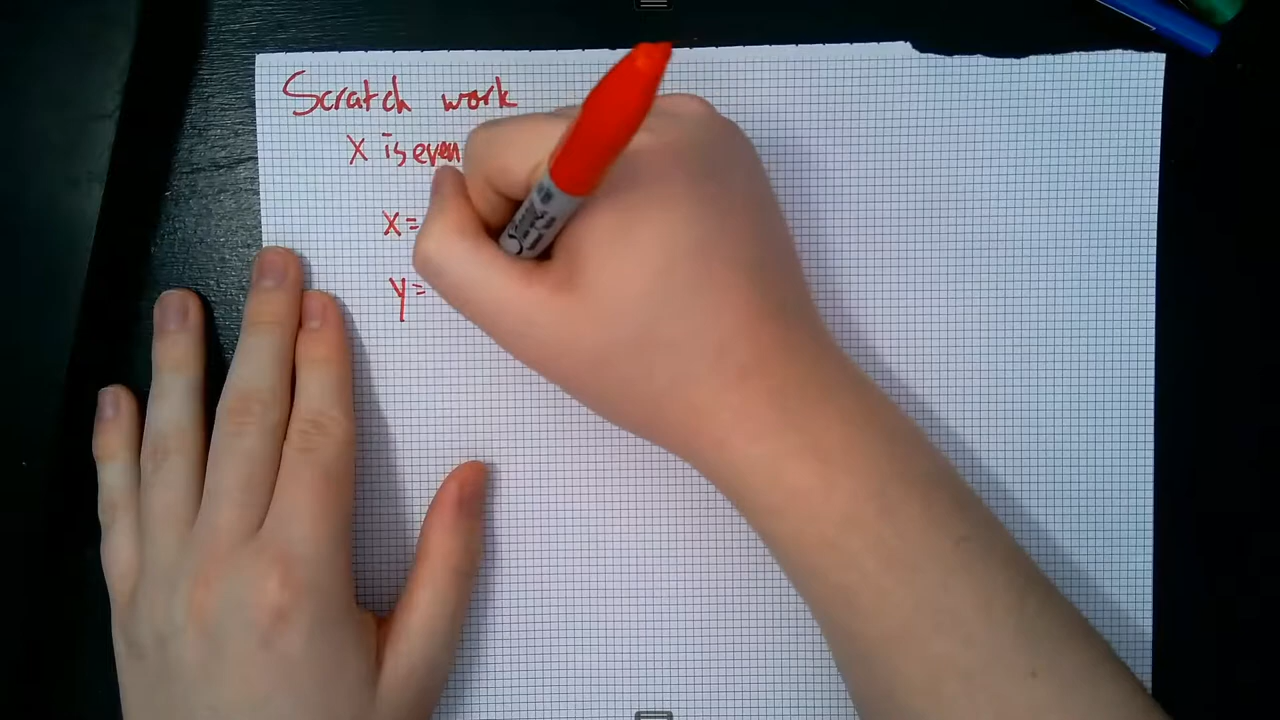 Scratch work
x is even
x=
y=